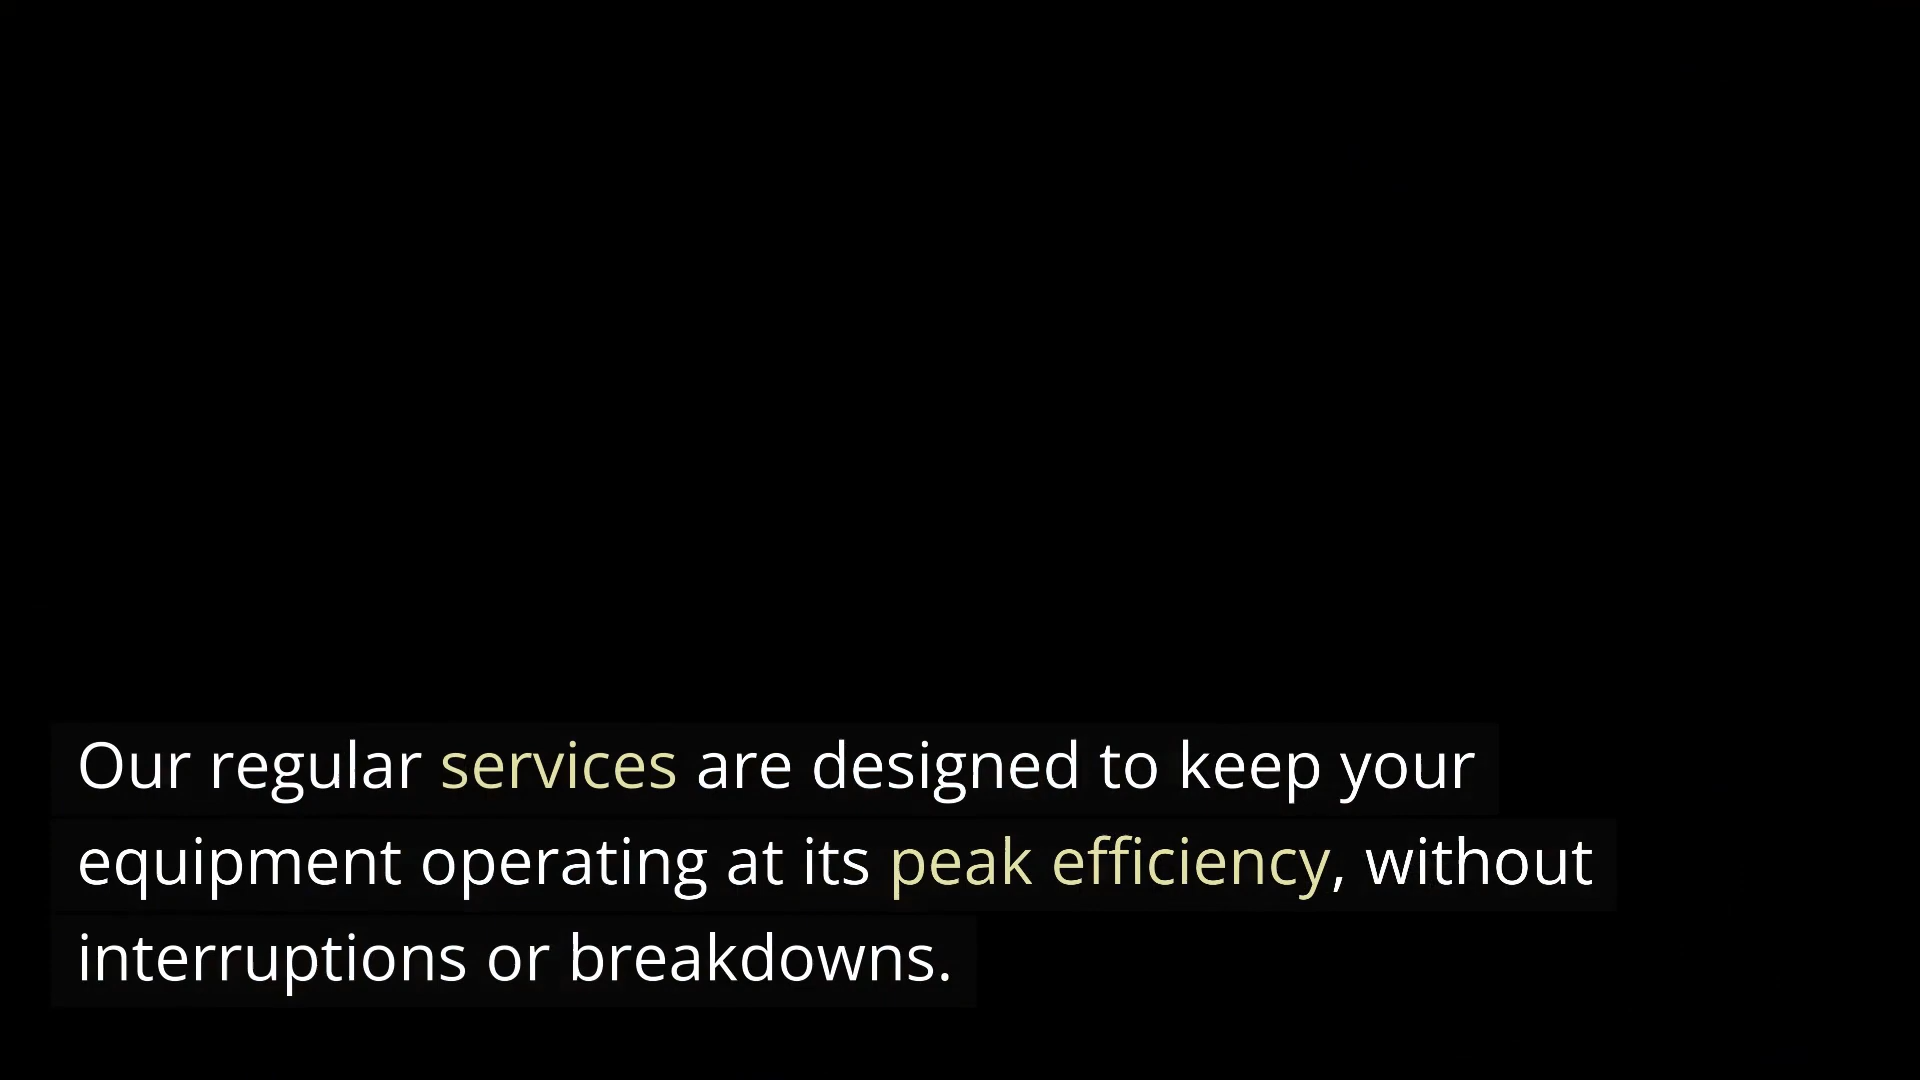 Our regular services are designed to keep your
equipment operating at its peak efficiency, without
interruptions or breakdowns.